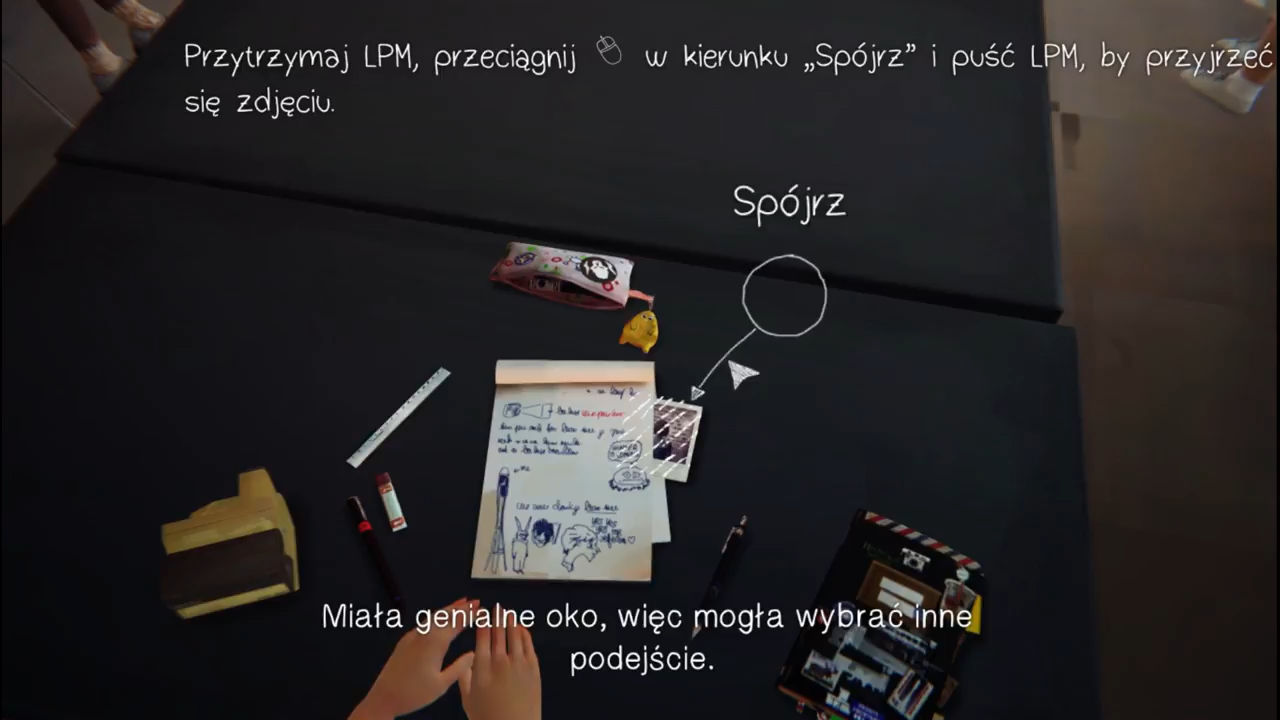 Przytrzymaj LPM, przeciągnij w kierunku „Spójrz” i puść LPM, by przyjrzeć
się zdjęciu.
Spójrz
Miała genialne oko, więc mogła wybrać inne
podejście.